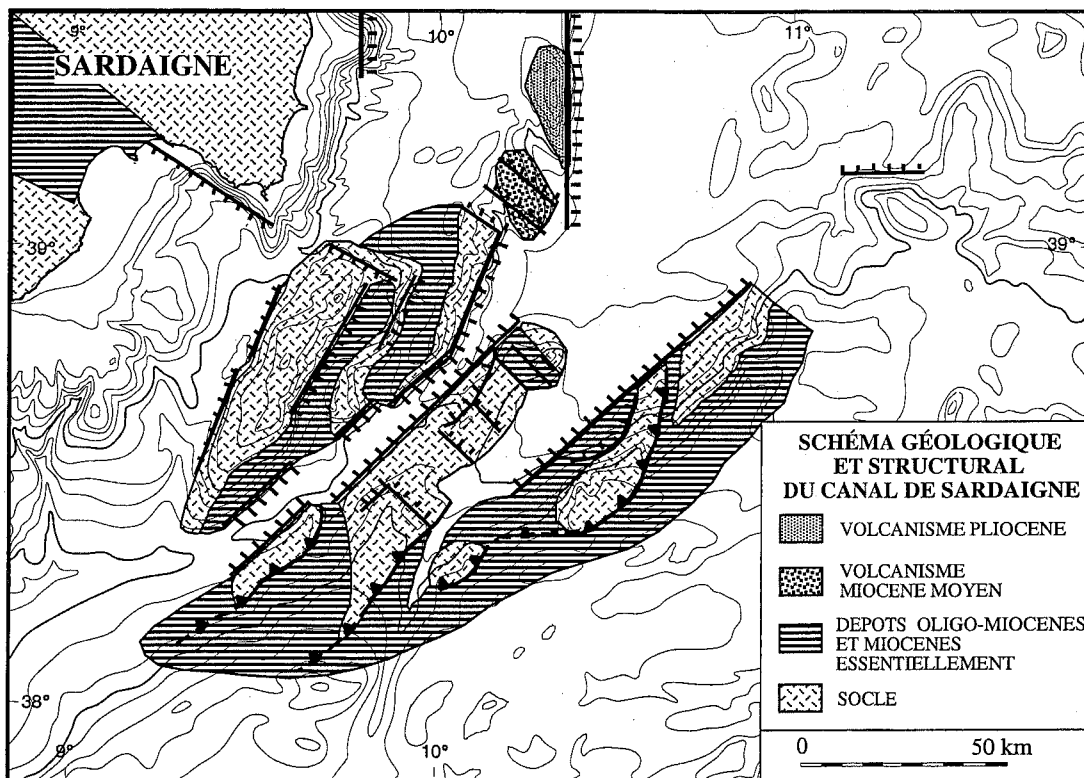 9°
10°
11°
SARDAIGNE
39°
39°
SCHÉMA GÉOLOGIQUE
ET STRUCTURAL
DU CANAL DE SARDAIGNE
VOLCANISME PLIOCENE
VOLCANISME
MIOCENE MOYEN
DEPOTS OLIGO-MIOCENES
ET MIOCENES
ESSENTIELLEMENT
SOCLE
38°
9°
10°
0 50 km